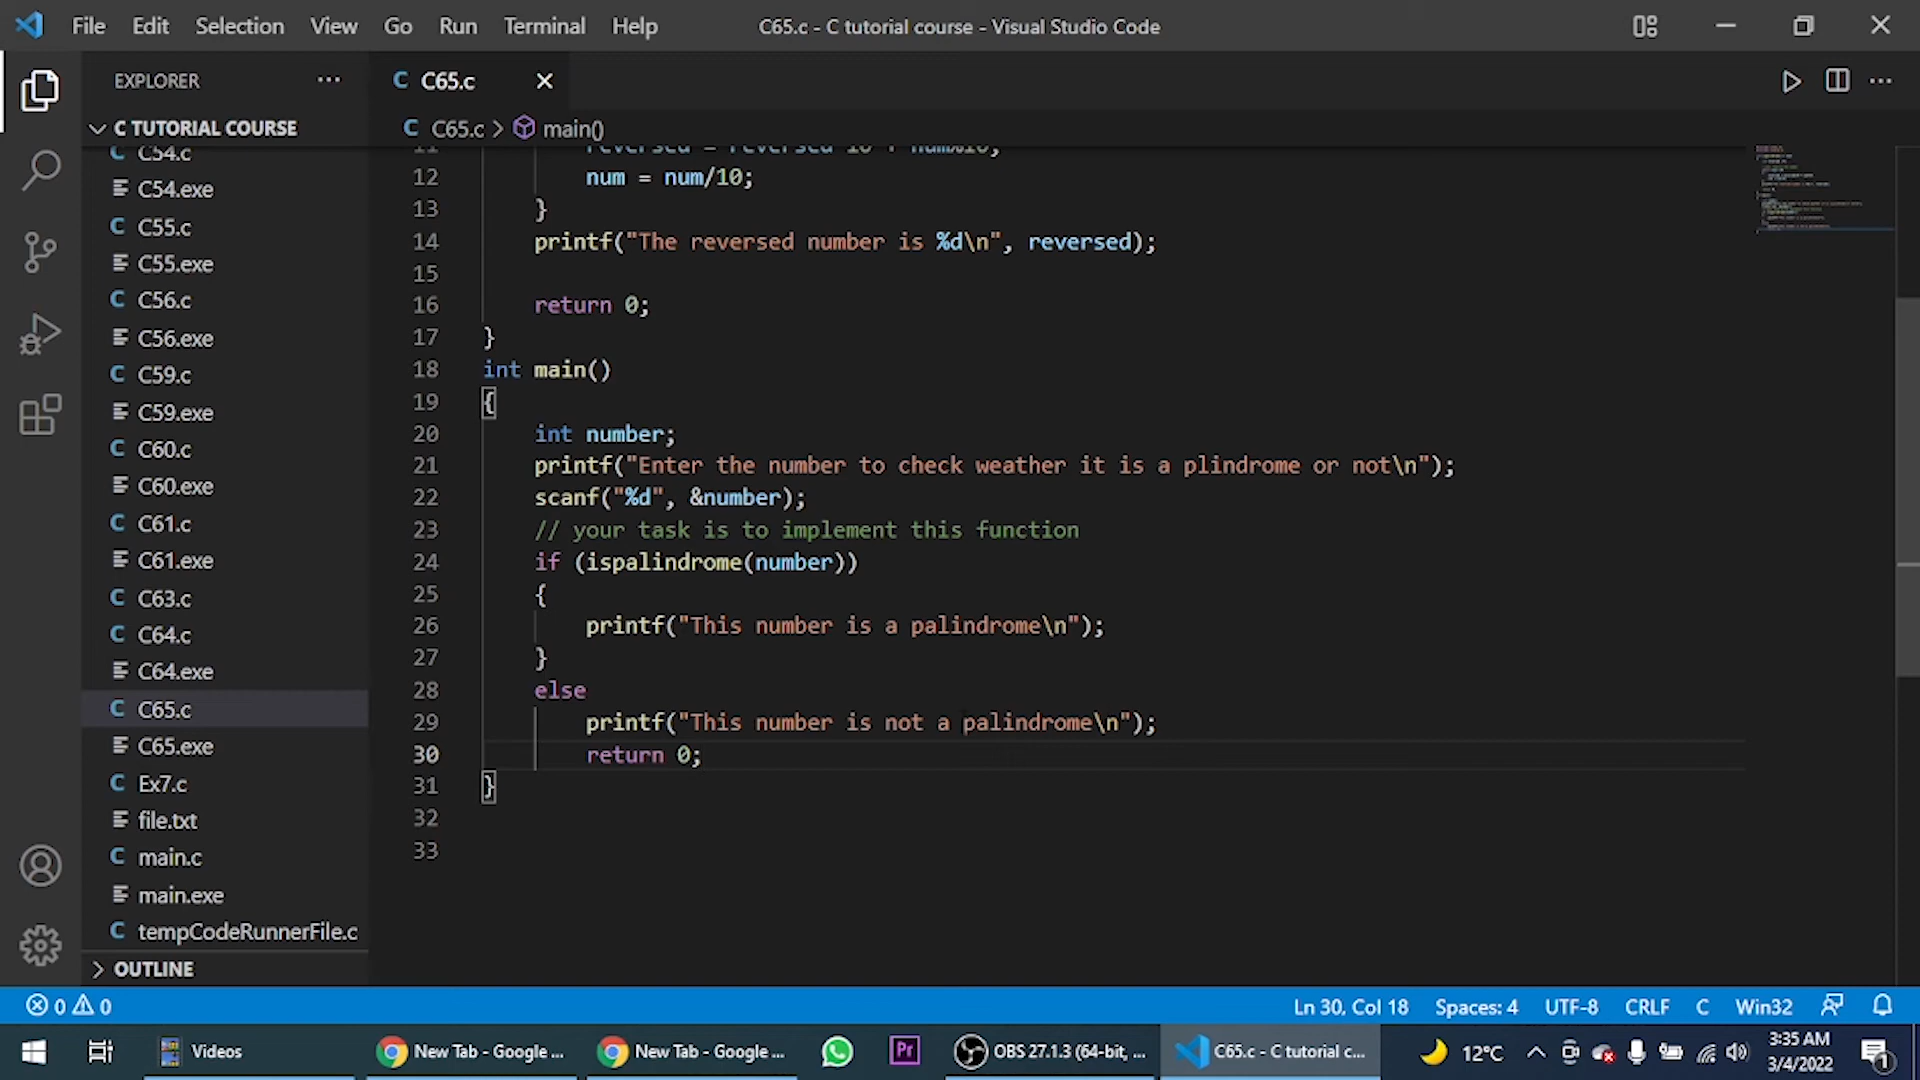 File Edit Selection View Go Run Terminal Help C65.c - C tutorial course - Visual Studio Code
EXPLORER ··· C C65.c
C TUTORIAL COURSE C C65.c > main()
C C54.c
C54.exe
C C55.c
C55.exe
C C56.c
C56.exe
C C59.c
C59.exe
C C60.c
C60.exe
C C61.c
C61.exe
C C63.c
C C64.c
C64.exe
C C65.c
C65.exe
C Ex7.c
file.txt
C main.c
main.exe
C tempCodeRunnerFile.c
OUTLINE
11 reversed = reversed 10 + num%10;
12 num = num/10;
13 }
14 printf("The reversed number is %d\n", reversed);
15
16 return 0;
17 }
18 int main()
19 {
20 int number;
21 printf("Enter the number to check weather it is a plindrome or not\n");
22 scanf("%d", &number);
23 // your task is to implement this function
24 if (ispalindrome(number))
25 {
26 printf("This number is a palindrome\n");
27 }
28 else
29 printf("This number is not a palindrome\n");
30 return 0;
31 }
32
33
0 0 Ln 30, Col 18 Spaces: 4 UTF-8 CRLF C Win32
Videos New Tab - Google ... New Tab - Google ... Pr OBS 27.1.3 (64-bit, ... C65.c - C tutorial c... 12°C 3:35 AM
3/4/2022 1